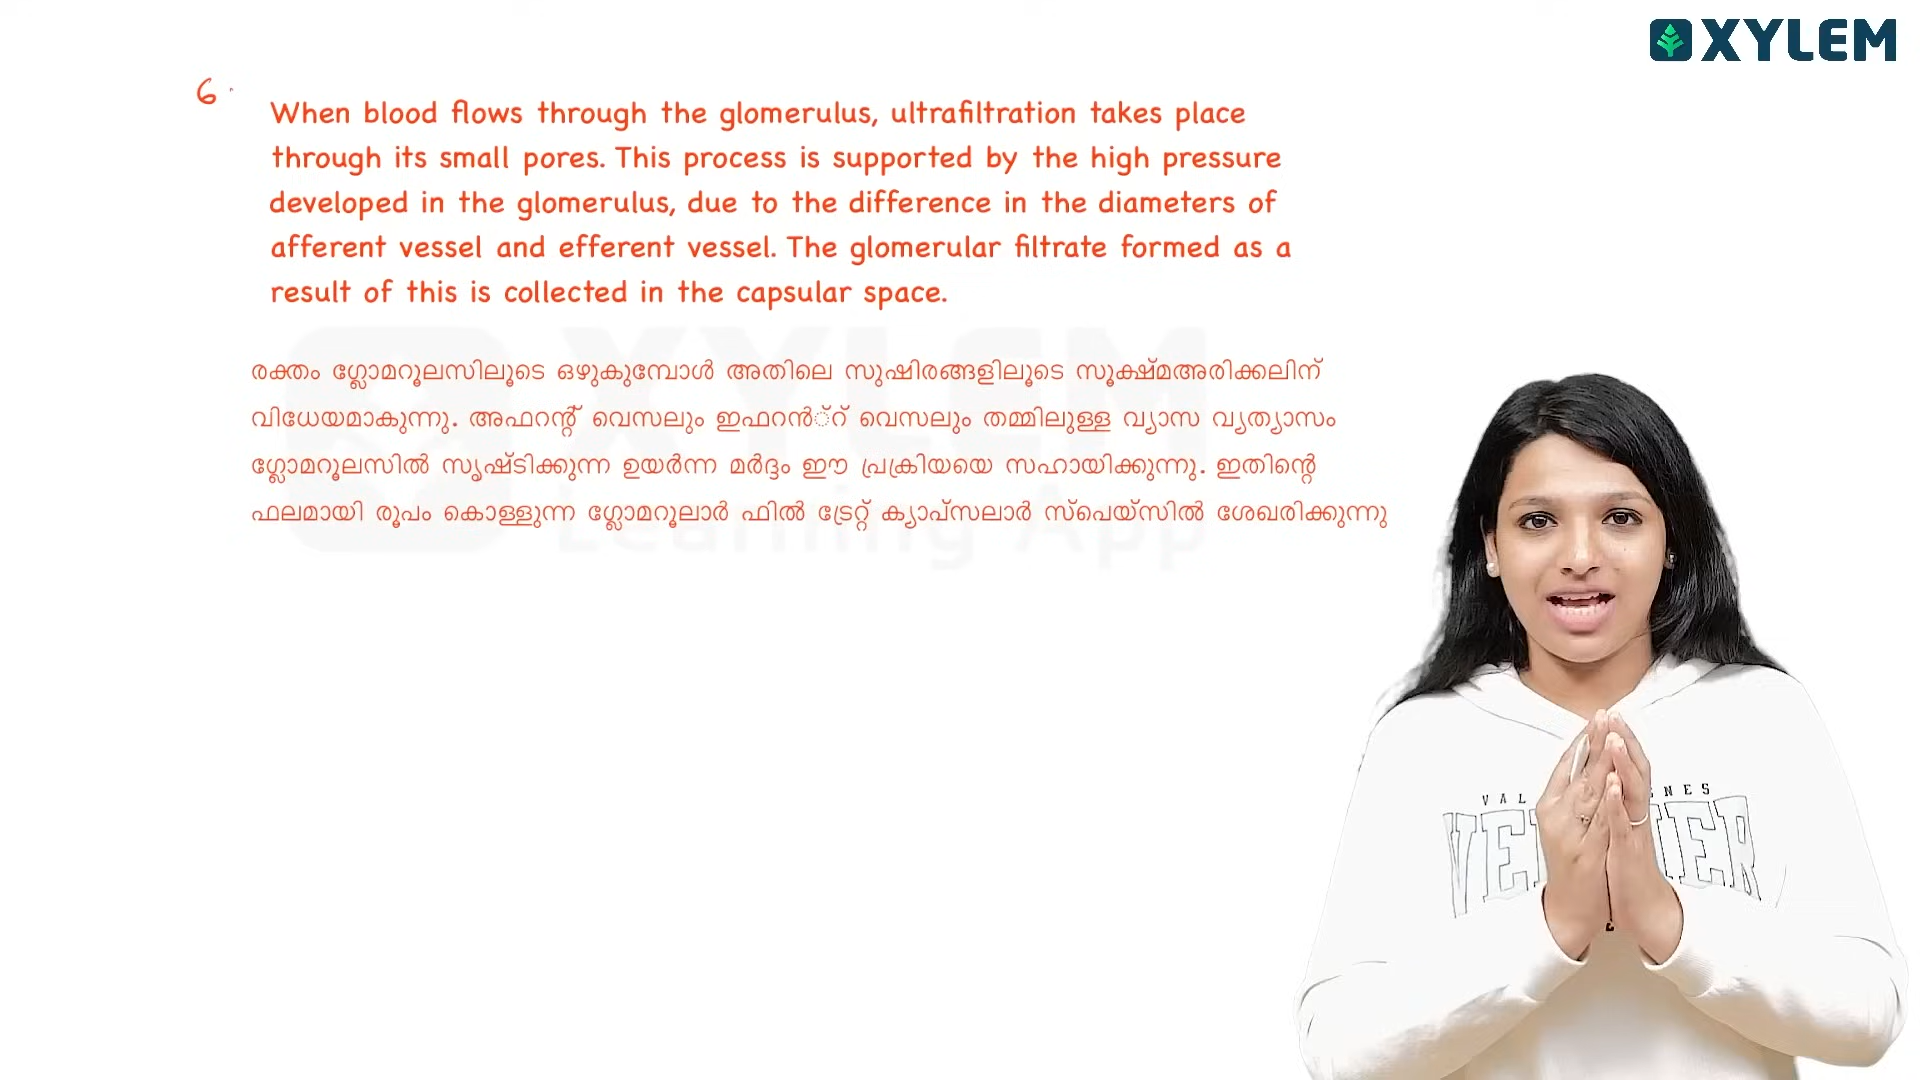 XYLEM
6.
When blood flows through the glomerulus, ultrafiltration takes place
through its small pores. This process is supported by the high pressure
developed in the glomerulus, due to the difference in the diameters of
afferent vessel and efferent vessel. The glomerular filtrate formed as a
result of this is collected in the capsular space.
രക്തം ഗ്ലോമറൂലസിലൂടെ ഒഴുകുമ്പോൾ അതിലെ സുഷിരങ്ങളിലൂടെ സൂക്ഷ്മഅരിക്കലിന്
വിധേയമാകുന്നു. അഫറന്റ് വെസലും ഇഫറൻ്റ് വെസലും തമ്മിലുള്ള വ്യാസ വ്യത്യാസം
ഗ്ലോമറൂലസിൽ സൃഷ്ടിക്കുന്ന ഉയർന്ന മർദ്ദം ഈ പ്രക്രിയയെ സഹായിക്കുന്നു. ഇതിന്റെ
ഫലമായി രൂപം കൊള്ളുന്ന ഗ്ലോമറൂലാർ ഫിൽ ട്രേറ്റ് ക്യാപ്സലാർ സ്പെയ്സിൽ ശേഖരിക്കുന്നു
XYLEM
Learning App